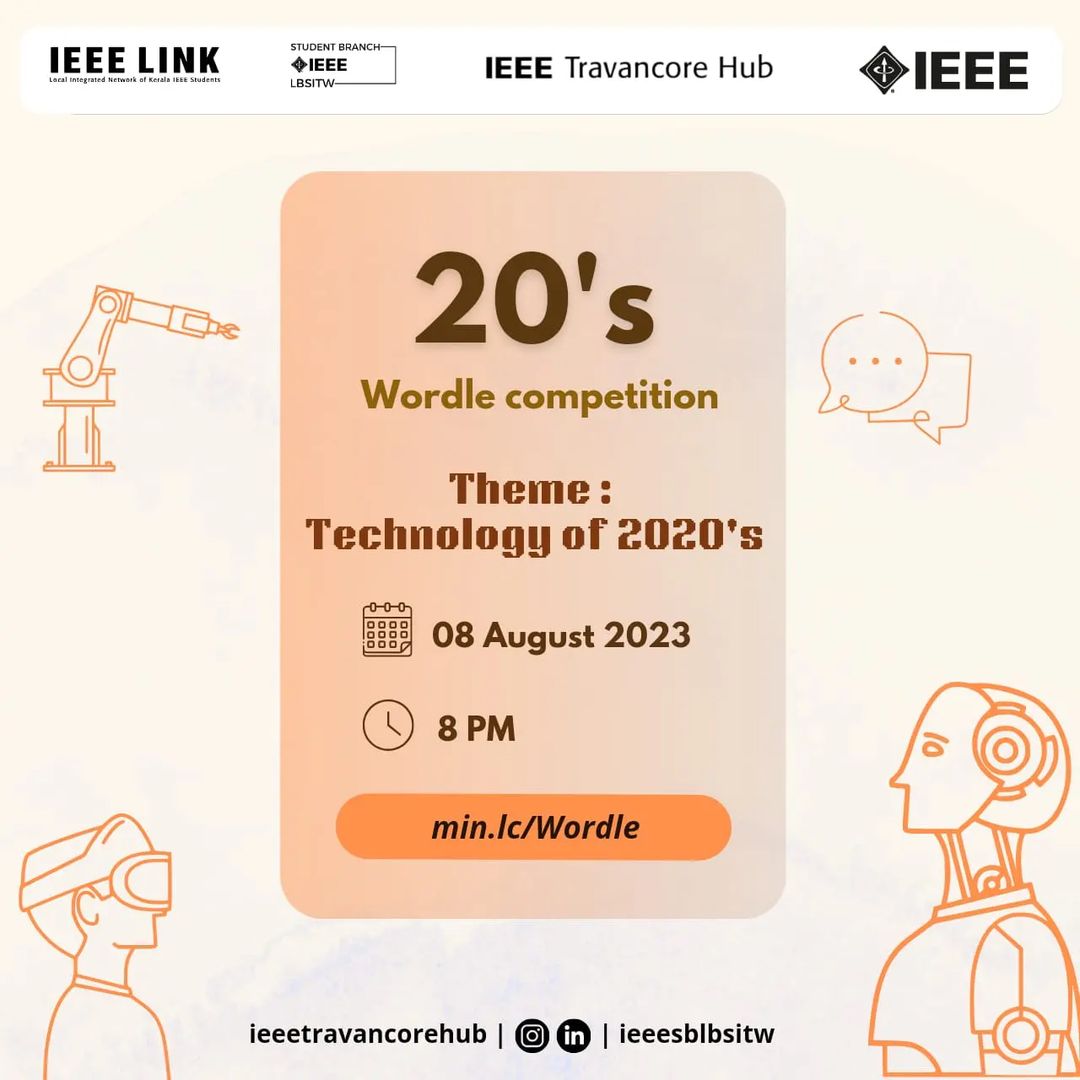 IEEE LINK
Local Integrated Network of Kerala IEEE Students
STUDENT BRANCH
IEEE
LBSITW
IEEE Travancore Hub
IEEE
20's
Wordle competition
Theme :
Technology of 2020's
08 August 2023
8 PM
min.lc/Wordle
ieeetravancorehub | in | ieeesblbsitw